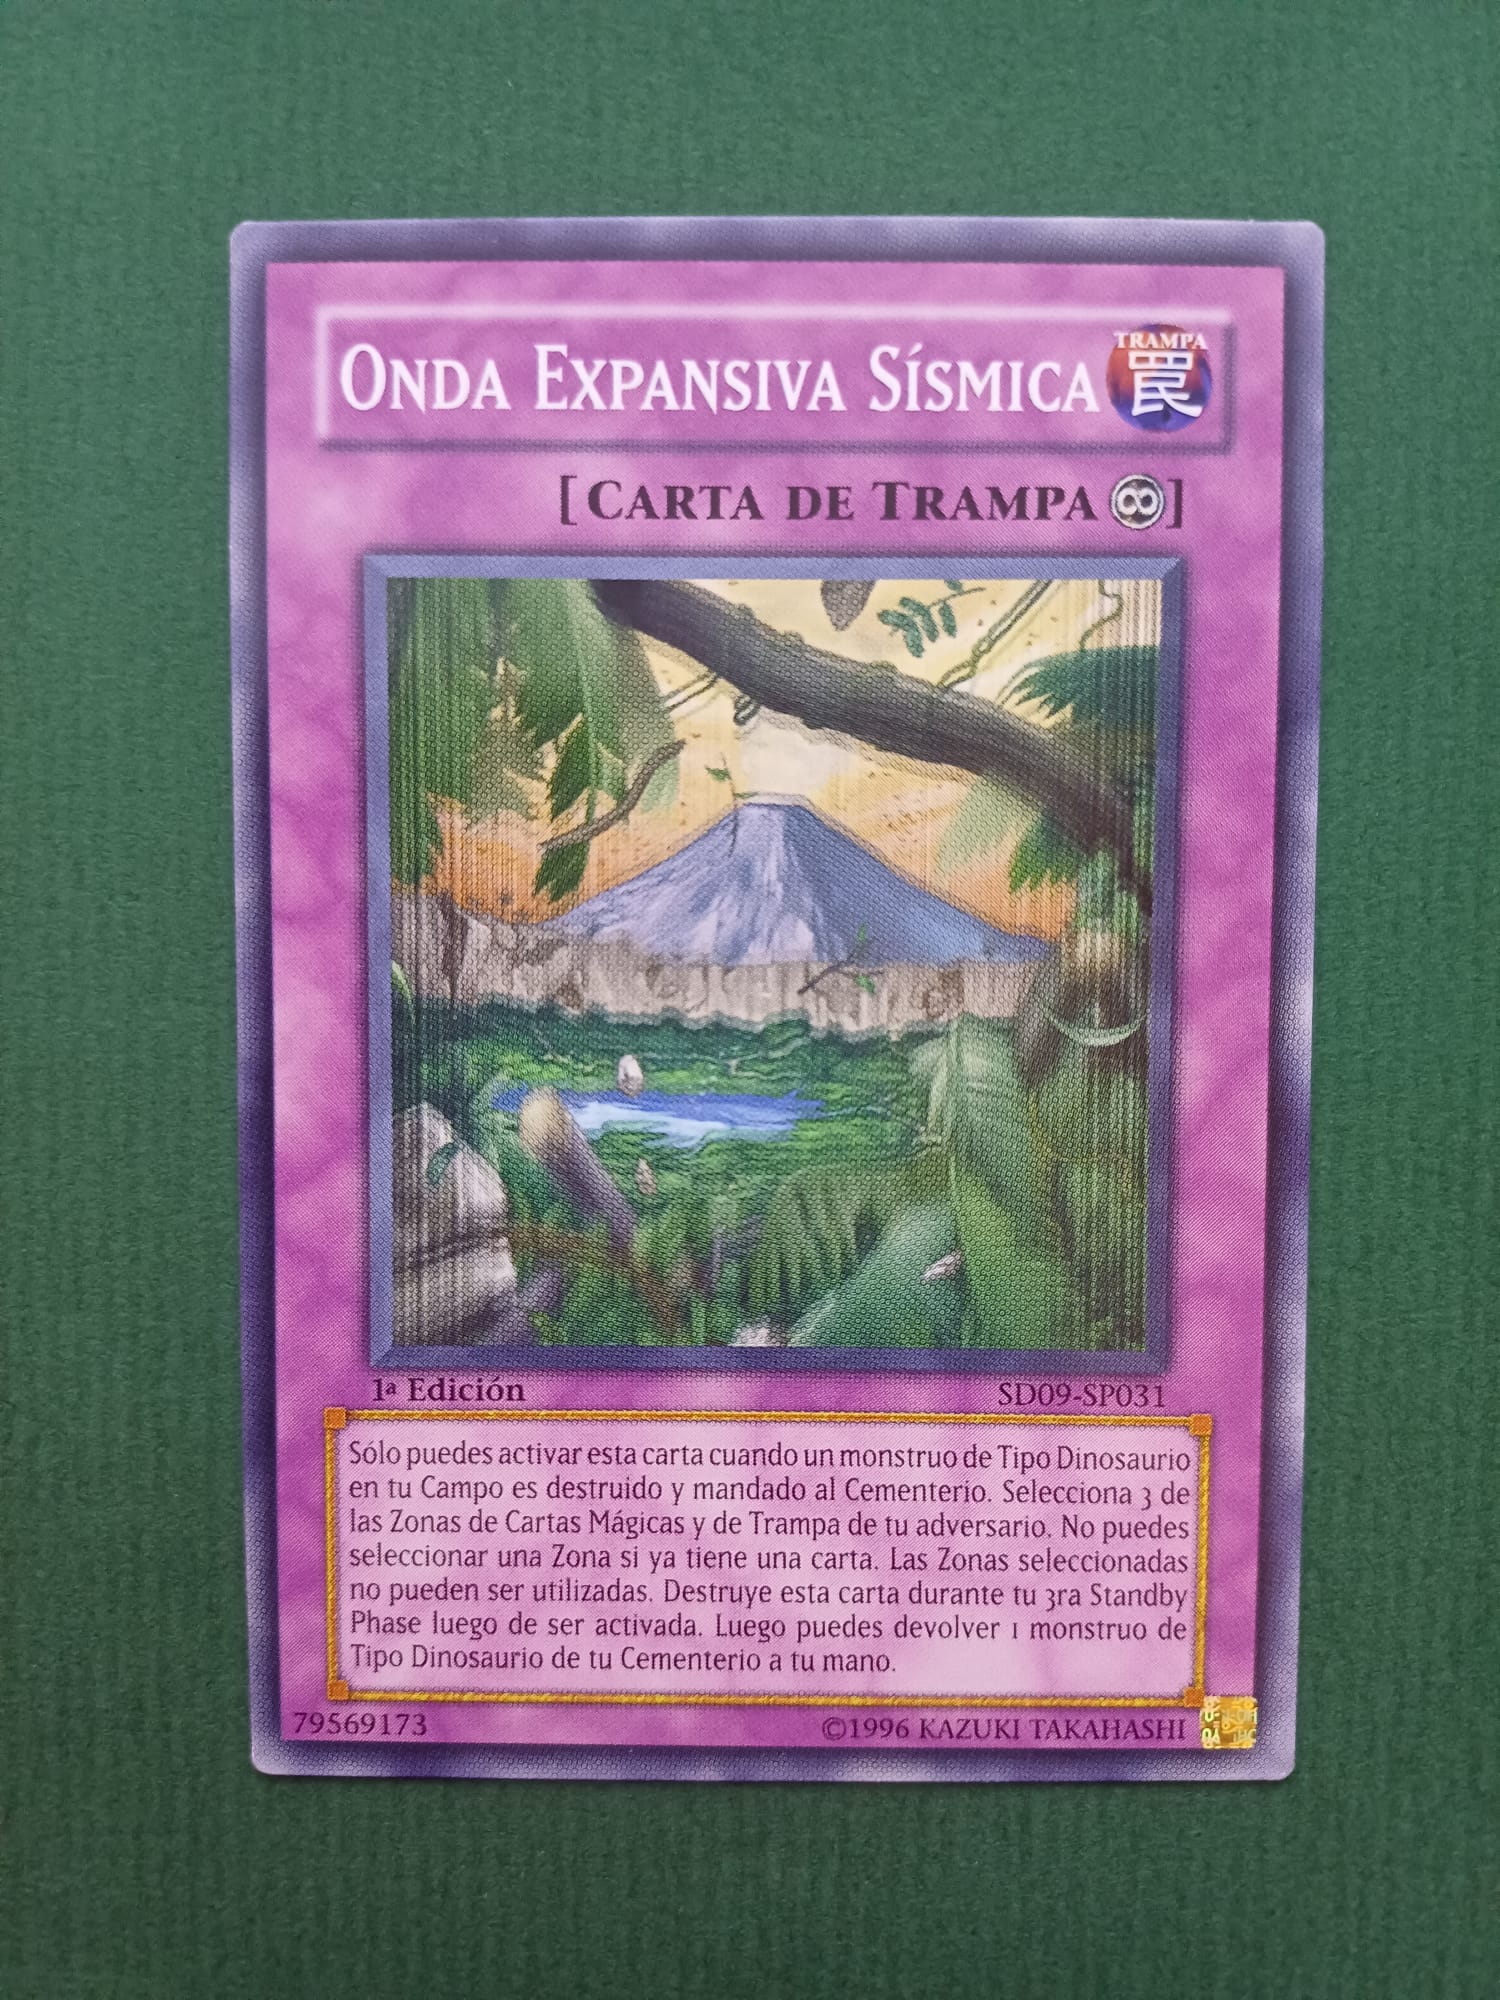 ONDA EXPANSIVA SÍSMICA
TRAMPA
罠
[CARTA DE TRAMPA ]
1ª Edición
SD09-SP031
Sólo puedes activar esta carta cuando un monstruo de Tipo Dinosaurio
en tu Campo es destruido y mandado al Cementerio. Selecciona 3 de
las Zonas de Cartas Mágicas y de Trampa de tu adversario. No puedes
seleccionar una Zona si ya tiene una carta. Las Zonas seleccionadas
no pueden ser utilizadas. Destruye esta carta durante tu 3ra Standby
Phase luego de ser activada. Luego puedes devolver 1 monstruo de
Tipo Dinosaurio de tu Cementerio a tu mano.
79569173
©1996 KAZUKI TAKAHASHI